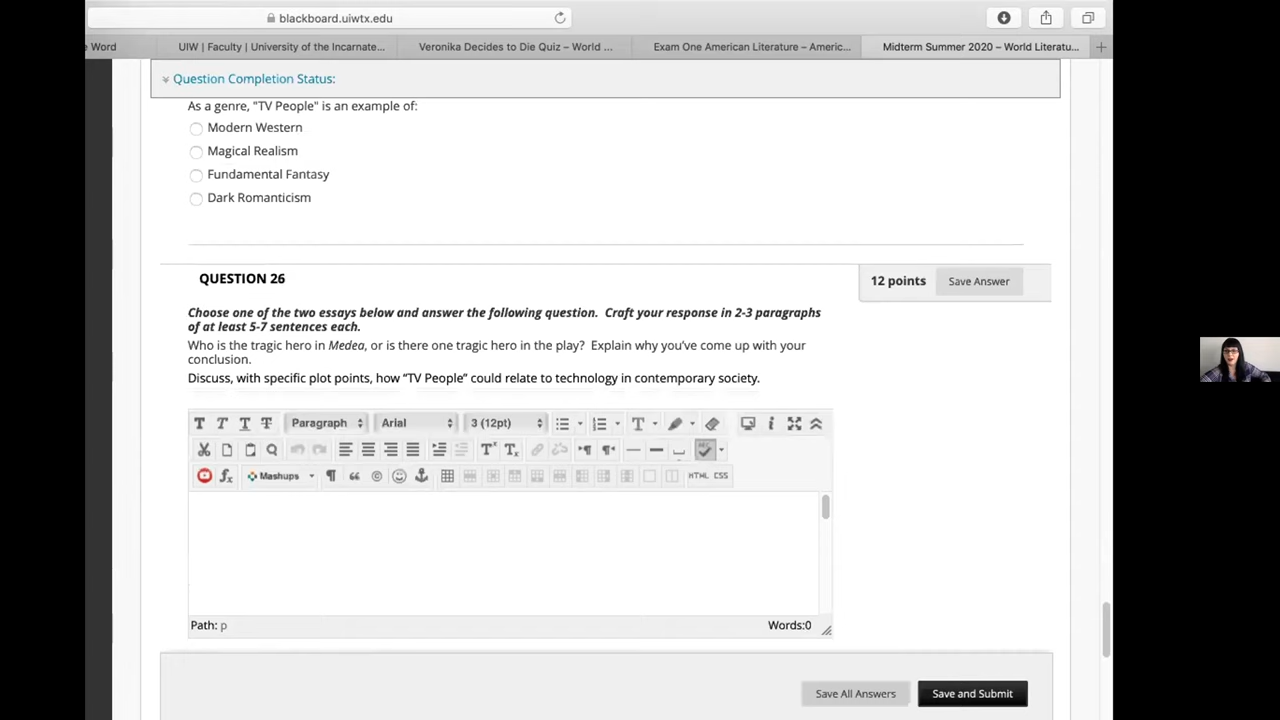 blackboard.uiwtx.edu
e Word
UIW | Faculty | University of the Incarnate...
Veronika Decides to Die Quiz – World ...
Exam One American Literature – Americ...
Midterm Summer 2020 – World Literatu...
Question Completion Status:
As a genre, "TV People" is an example of:
Modern Western
Magical Realism
Fundamental Fantasy
Dark Romanticism
QUESTION 26
12 points
Save Answer
Choose one of the two essays below and answer the following question. Craft your response in 2-3 paragraphs
of at least 5-7 sentences each.
Who is the tragic hero in Medea, or is there one tragic hero in the play? Explain why you've come up with your
conclusion.
Discuss, with specific plot points, how “TV People” could relate to technology in contemporary society.
Paragraph
Arial
3 (12pt)
Mashups
HTML CSS
Path: p
Words:0
Save All Answers
Save and Submit